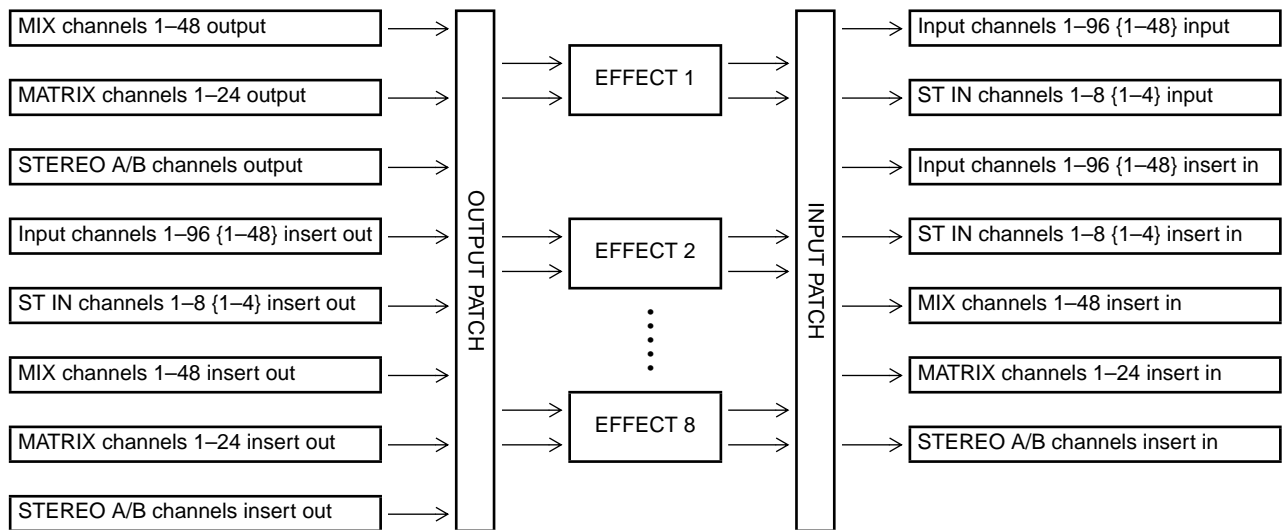 MIX channels 1–48 output
MATRIX channels 1–24 output
STEREO A/B channels output
Input channels 1–96 {1–48} insert out
ST IN channels 1–8 {1–4} insert out
MIX channels 1–48 insert out
MATRIX channels 1–24 insert out
STEREO A/B channels insert out
OUTPUT PATCH
EFFECT 1
EFFECT 2
EFFECT 8
INPUT PATCH
Input channels 1–96 {1–48} input
ST IN channels 1–8 {1–4} input
Input channels 1–96 {1–48} insert in
ST IN channels 1–8 {1–4} insert in
MIX channels 1–48 insert in
MATRIX channels 1–24 insert in
STEREO A/B channels insert in